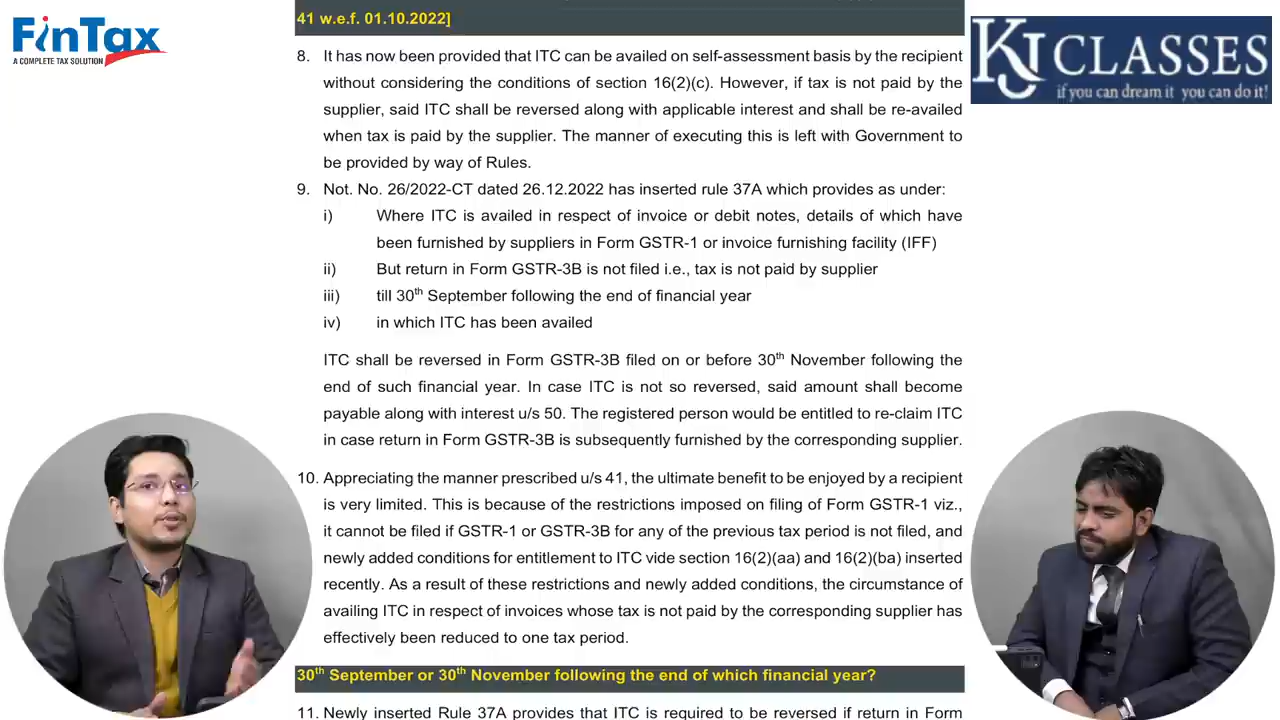 41 w.e.f. 01.10.2022]
FinTax
A COMPLETE TAX SOLUTION
KJ CLASSES
if you can dream it you can do it!
8. It has now been provided that ITC can be availed on self-assessment basis by the recipient
without considering the conditions of section 16(2)(c). However, if tax is not paid by the
supplier, said ITC shall be reversed along with applicable interest and shall be re-availed
when tax is paid by the supplier. The manner of executing this is left with Government to
be provided by way of Rules.
9. Not. No. 26/2022-CT dated 26.12.2022 has inserted rule 37A which provides as under:
i) Where ITC is availed in respect of invoice or debit notes, details of which have
been furnished by suppliers in Form GSTR-1 or invoice furnishing facility (IFF)
ii) But return in Form GSTR-3B is not filed i.e., tax is not paid by supplier
iii) till 30th September following the end of financial year
iv) in which ITC has been availed
ITC shall be reversed in Form GSTR-3B filed on or before 30th November following the
end of such financial year. In case ITC is not so reversed, said amount shall become
payable along with interest u/s 50. The registered person would be entitled to re-claim ITC
in case return in Form GSTR-3B is subsequently furnished by the corresponding supplier.
10. Appreciating the manner prescribed u/s 41, the ultimate benefit to be enjoyed by a recipient
is very limited. This is because of the restrictions imposed on filing of Form GSTR-1 viz.,
it cannot be filed if GSTR-1 or GSTR-3B for any of the previous tax period is not filed, and
newly added conditions for entitlement to ITC vide section 16(2)(aa) and 16(2)(ba) inserted
recently. As a result of these restrictions and newly added conditions, the circumstance of
availing ITC in respect of invoices whose tax is not paid by the corresponding supplier has
effectively been reduced to one tax period.
30th September or 30th November following the end of which financial year?
11. Newly inserted Rule 37A provides that ITC is required to be reversed if return in Form